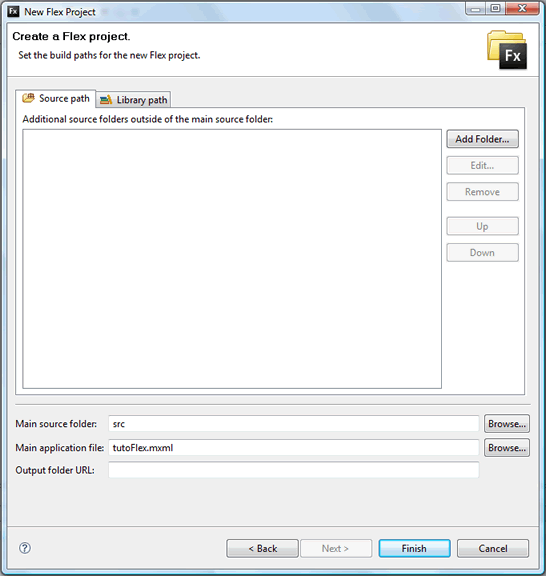 Fx New Flex Project
Create a Flex project.
Set the build paths for the new Flex project.
Fx
Source path Library path
Additional source folders outside of the main source folder:
Add Folder...
Edit...
Remove
Up
Down
Main source folder: src Browse...
Main application file: tutoFlex.mxml Browse...
Output folder URL:
? < Back Next > Finish Cancel